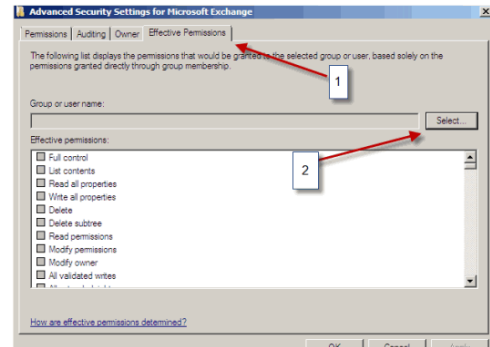 Advanced Security Settings for Microsoft Exchange
Permissions Auditing Owner Effective Permissions
The following list displays the permissions that would be granted to the selected group or user, based solely on the
permissions granted directly through group membership.
1
Group or user name:
Select...
Effective permissions:
2
Full control
List contents
Read all properties
Write all properties
Delete
Delete subtree
Read permissions
Modify permissions
Modify owner
All validated writes
How are effective permissions determined?
OK Cancel Apply